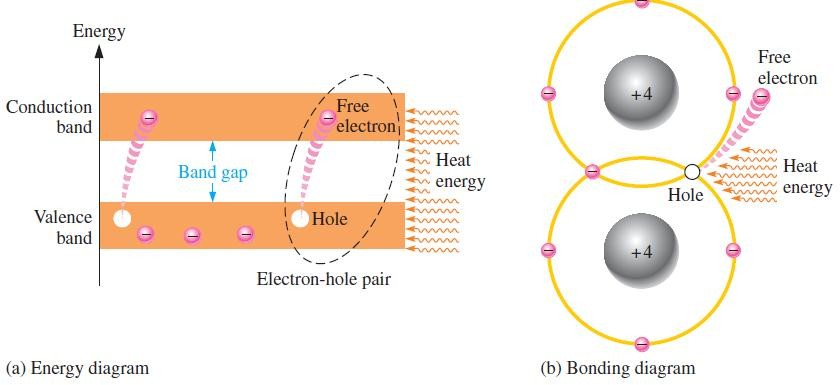 Energy
Conduction
band
Free
electron
Band gap
Heat
energy
Valence
band
Hole
Electron-hole pair
(a) Energy diagram
+4
Free
electron
Heat
energy
Hole
+4
(b) Bonding diagram